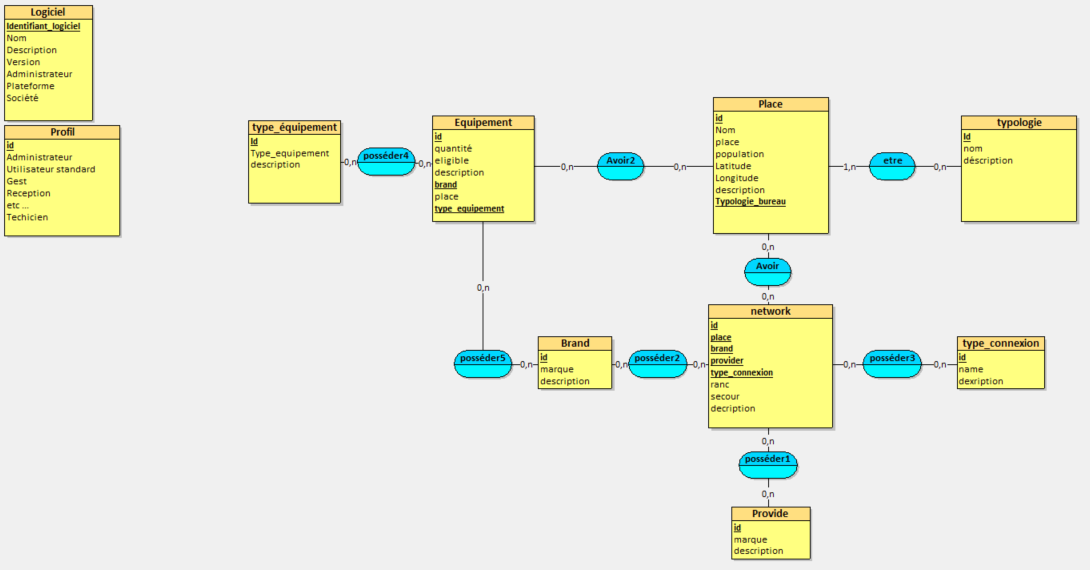 Logiciel
Identifiant_logiciel
Nom
Description
Version
Administrateur
Plateforme
Société
Profil
id
Administrateur
Utilisateur standard
Gest
Reception
etc ...
Techicien
type_équipement
Id
Type_equipement
description
0,n
posséder4
0,n
Equipement
id
quantité
eligible
description
brand
place
type_equipement
0,n
Avoir2
0,n
Place
id
Nom
place
population
Latitude
Longitude
description
Typologie_bureau
1,n
etre
0,n
typologie
Id
nom
déscription
0,n
Avoir
0,n
0,n
posséder5
0,n
Brand
id
marque
description
0,n
posséder2
0,n
network
id
place
brand
provider
type_connexion
ranc
secour
decription
0,n
posséder3
0,n
type_connexion
id
name
dexription
0,n
posséder1
0,n
Provide
id
marque
description